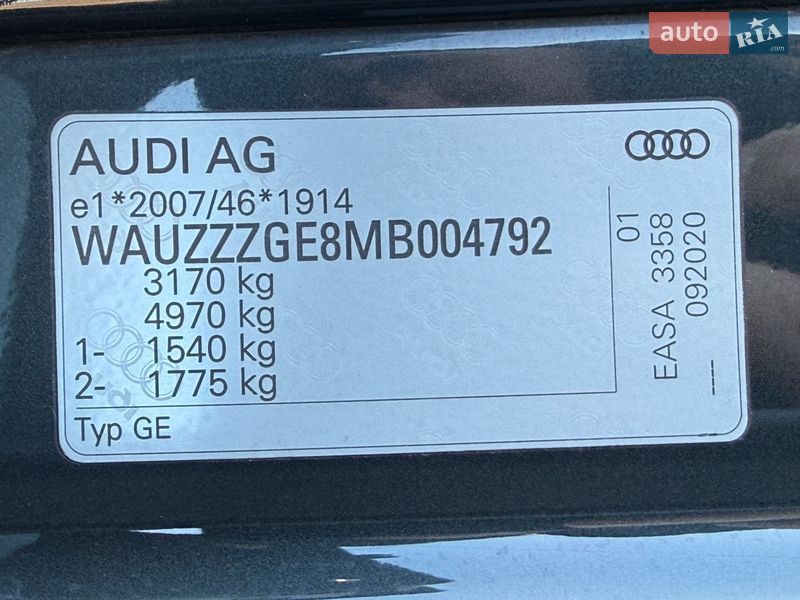 auto RIA .com
AUDI AG
e1*2007/46*1914
WAUZZZGE8MB004792
3170 kg
4970 kg
1- 1540 kg
2- 1775 kg
Typ GE
01
EASA 3358
092020
----